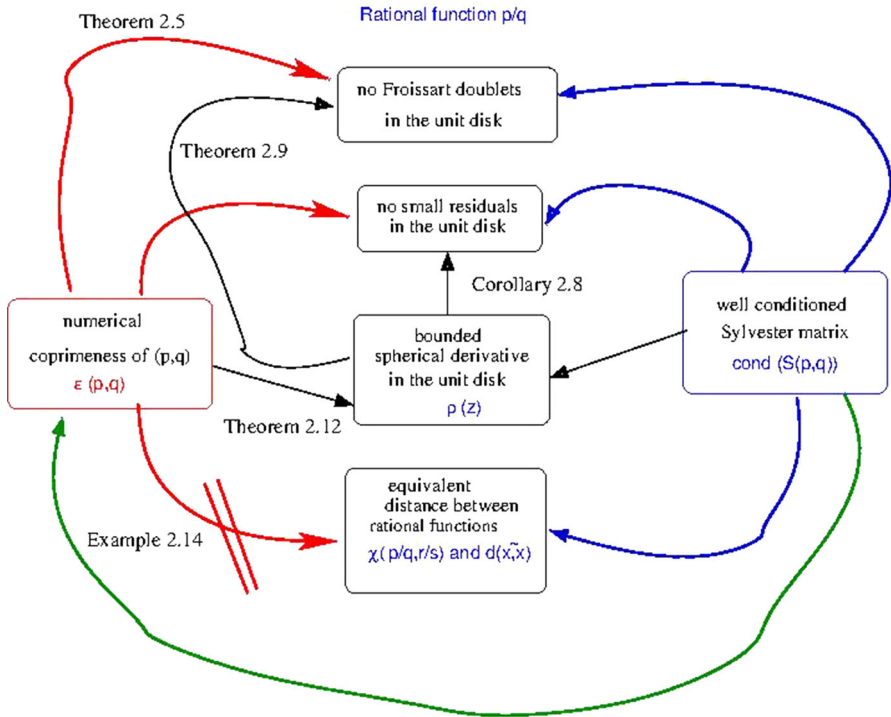 Rational function p/q
Theorem 2.5
no Froissart doublets
in the unit disk
Theorem 2.9
no small residuals
in the unit disk
Corollary 2.8
numerical
coprimeness of (p,q)
ε (p,q)
bounded
spherical derivative
in the unit disk
ρ (z)
well conditioned
Sylvester matrix
cond (S(p,q))
Theorem 2.12
equivalent
distance between
rational functions
χ( p/q,r/s) and d(x,x̃)
Example 2.14